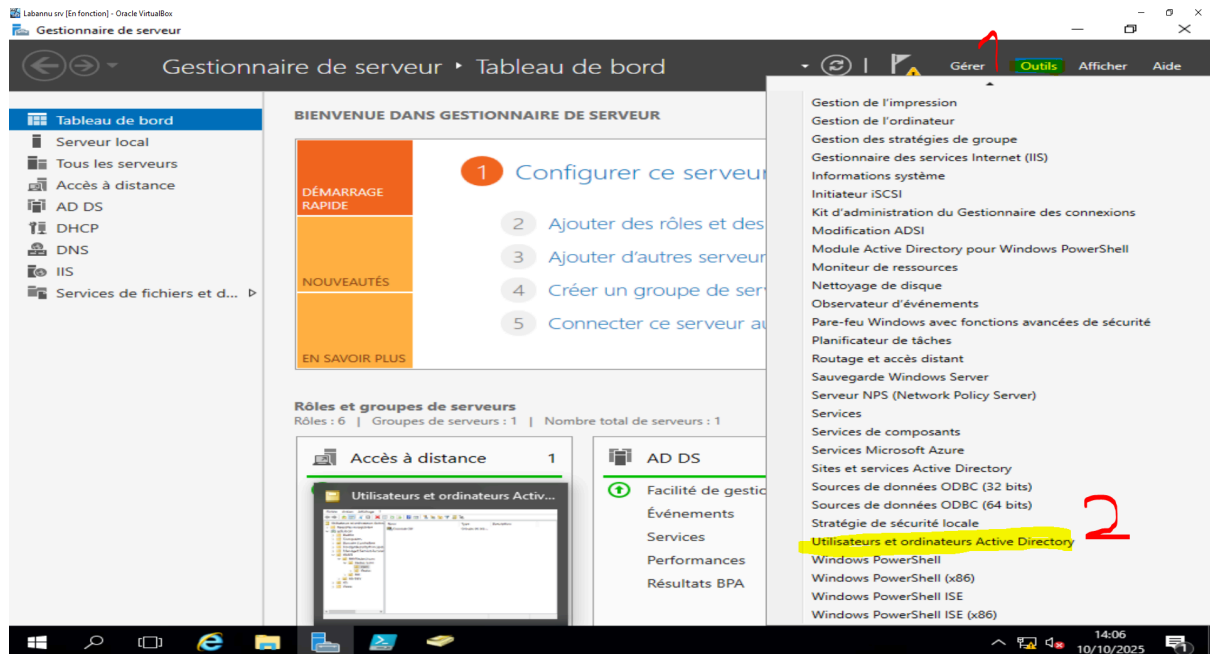 Labannu srv [En fonction] - Oracle VirtualBox
Gestionnaire de serveur
Gestionnaire de serveur ‣ Tableau de bord
Gérer
Outils
Afficher
Aide
1
Tableau de bord
Serveur local
Tous les serveurs
Accès à distance
AD DS
DHCP
DNS
IIS
Services de fichiers et d...
BIENVENUE DANS GESTIONNAIRE DE SERVEUR
DÉMARRAGE
RAPIDE
NOUVEAUTÉS
EN SAVOIR PLUS
1 Configurer ce serveur
2 Ajouter des rôles et des
3 Ajouter d'autres serveur
4 Créer un groupe de ser
5 Connecter ce serveur au
Rôles et groupes de serveurs
Rôles : 6 | Groupes de serveurs : 1 | Nombre total de serveurs : 1
Accès à distance 1
Utilisateurs et ordinateurs Activ...
AD DS
Facilité de gestic
Événements
Services
Performances
Résultats BPA
Gestion de l'impression
Gestion de l'ordinateur
Gestion des stratégies de groupe
Gestionnaire des services Internet (IIS)
Informations système
Initiateur iSCSI
Kit d'administration du Gestionnaire des connexions
Modification ADSI
Module Active Directory pour Windows PowerShell
Moniteur de ressources
Nettoyage de disque
Observateur d'événements
Pare-feu Windows avec fonctions avancées de sécurité
Planificateur de tâches
Routage et accès distant
Sauvegarde Windows Server
Serveur NPS (Network Policy Server)
Services
Services de composants
Services Microsoft Azure
Sites et services Active Directory
Sources de données ODBC (32 bits)
Sources de données ODBC (64 bits)
Stratégie de sécurité locale
Utilisateurs et ordinateurs Active Directory
2
Windows PowerShell
Windows PowerShell (x86)
Windows PowerShell ISE
Windows PowerShell ISE (x86)
14:06
10/10/2025
1